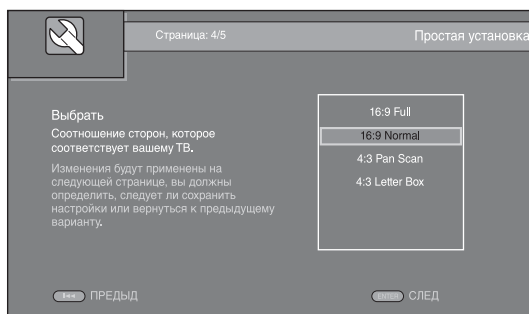 Страница: 4/5
Простая установка
Выбрать
Соотношение сторон, которое
соответствует вашему ТВ.
Изменения будут применены на
следующей странице, вы должны
определить, следует ли сохранить
настройки или вернуться к предыдущему
варианту.
16:9 Full
16:9 Normal
4:3 Pan Scan
4:3 Letter Box
ПРЕДЫД
ENTER СЛЕД